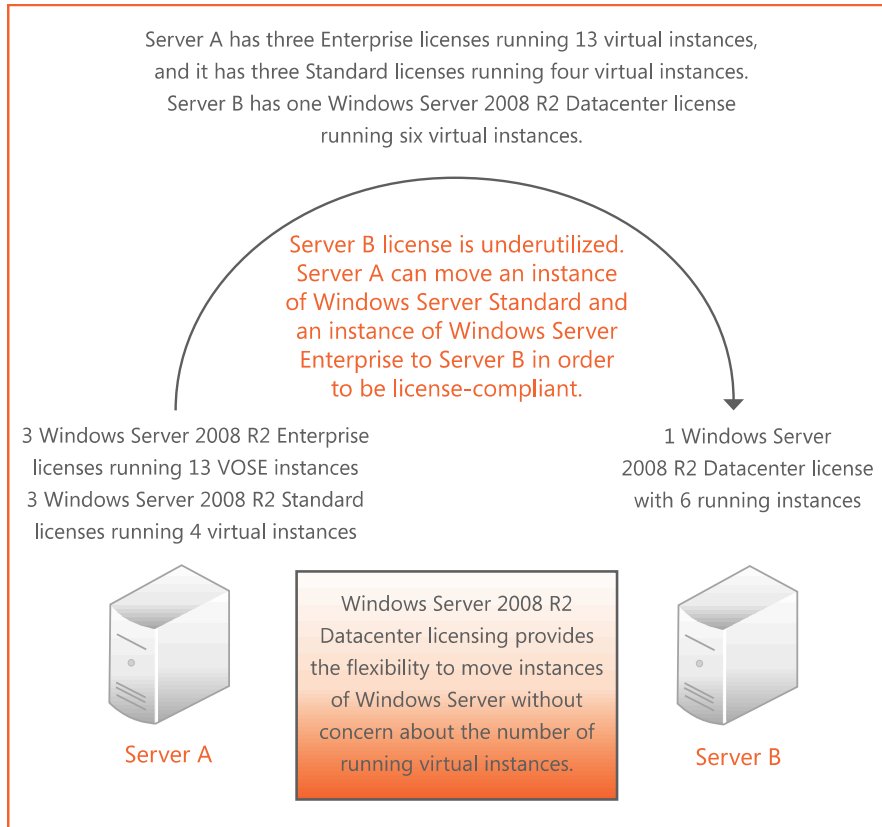 Server A has three Enterprise licenses running 13 virtual instances,
and it has three Standard licenses running four virtual instances.
Server B has one Windows Server 2008 R2 Datacenter license
running six virtual instances.
Server B license is underutilized.
Server A can move an instance
of Windows Server Standard and
an instance of Windows Server
Enterprise to Server B in order
to be license-compliant.
3 Windows Server 2008 R2 Enterprise
licenses running 13 VOSE instances
3 Windows Server 2008 R2 Standard
licenses running 4 virtual instances
1 Windows Server
2008 R2 Datacenter license
with 6 running instances
Windows Server 2008 R2
Datacenter licensing provides
the flexibility to move instances
of Windows Server without
concern about the number of
running virtual instances.
Server A
Server B